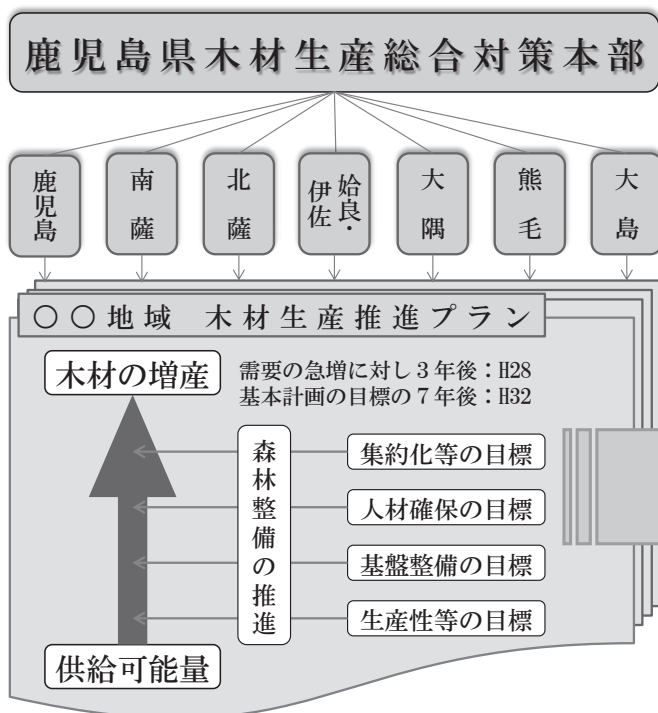 鹿児島県木材生産総合対策本部
鹿児島
南薩
北薩
姶良・
伊佐
大隅
熊毛
大島
〇〇地域 木材生産推進プラン
木材の増産
需要の急増に対し3年後：H28
基本計画の目標の7年後：H32
森林整備の推進
集約化等の目標
人材確保の目標
基盤整備の目標
生産性等の目標
供給可能量